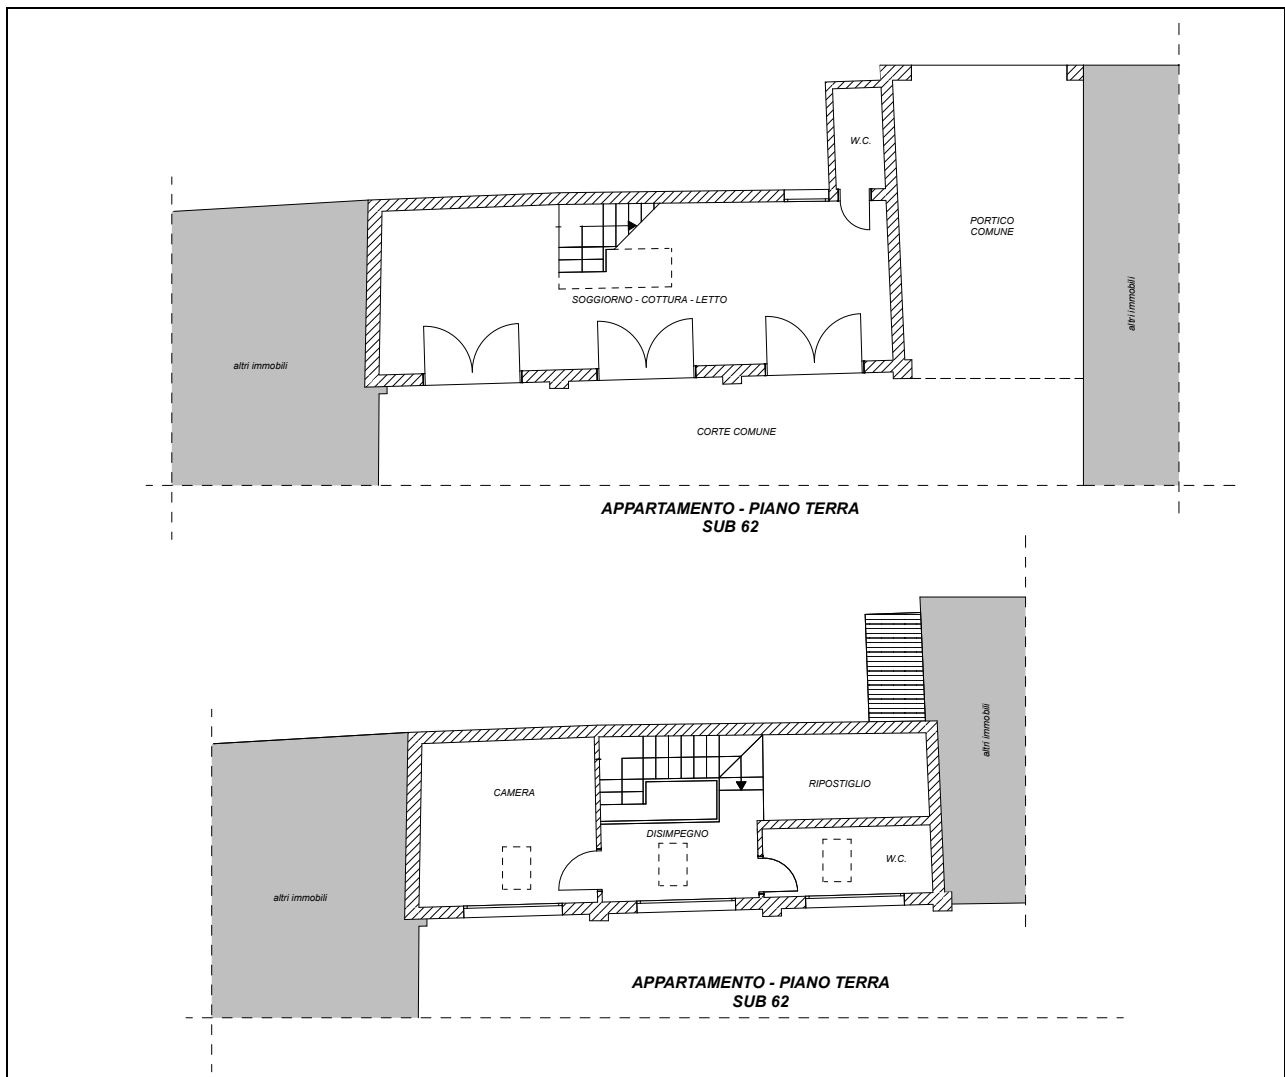 W.C.
PORTICO
COMUNE
altri immobili
SOGGIORNO - COTTURA - LETTO
altri immobili
CORTE COMUNE
APPARTAMENTO - PIANO TERRA
SUB 62
altri immobili
CAMERA
RIPOSTIGLIO
DISIMPEGNO
W.C.
altri immobili
APPARTAMENTO - PIANO TERRA
SUB 62